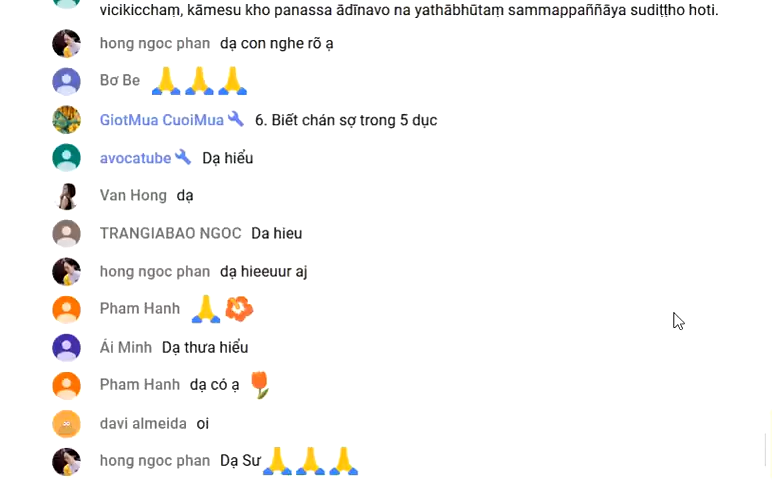 vicikicchaṃ, kāmesu kho panassa ādīnavo na yathābhūtaṃ sammappaññāya sudiṭṭho hoti.
hong ngoc phan dạ con nghe rõ ạ
Bơ Be 🙏🙏🙏
GiotMua CuoiMua 6. Biết chán sợ trong 5 dục
avocatube Dạ hiểu
Van Hong dạ
TRANGIABAO NGOC Da hieu
hong ngoc phan dạ hieeuur aj
Pham Hanh 🙏🌺
Ái Minh Dạ thưa hiểu
Pham Hanh dạ có ạ 🌷
davi almeida oi
hong ngoc phan Dạ Sư🙏🙏🙏